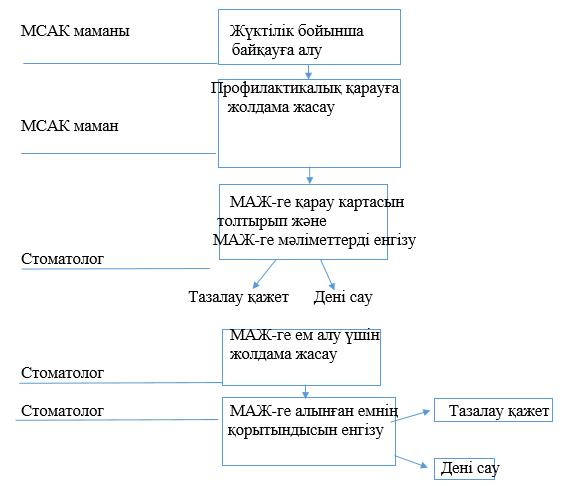 МСАК маманы
Жүктілік бойынша
байқауға алу
Профилактикалық қарауға
жолдама жасау
МСАК маман
МАЖ-ге қарау картасын
толтырып және
МАЖ-ге мәліметтерді енгізу
Стоматолог
Тазалау қажет
Дені сау
МАЖ-ге ем алу үшін
жолдама жасау
Стоматолог
Стоматолог
МАЖ-ге алынған емнің
қорытындысын енгізу
Тазалау қажет
Дені сау